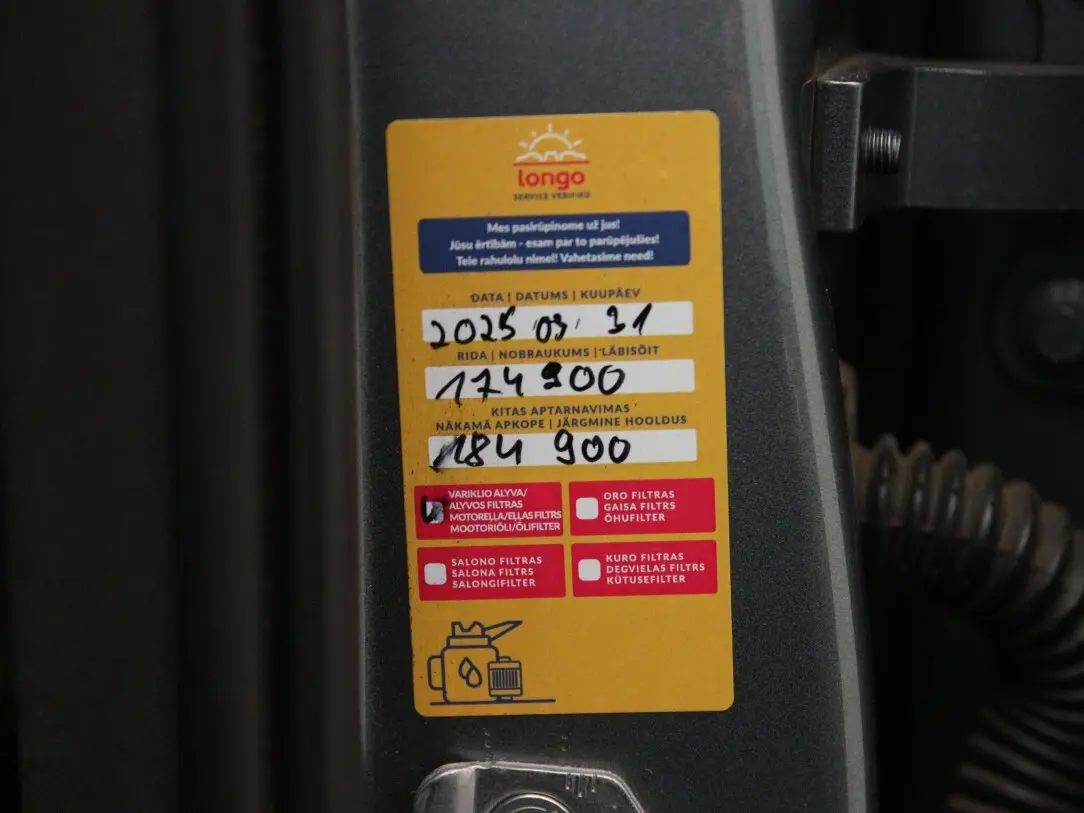 longo
SERVICE VERIFIED
Mes pasirūpinome už jus!
Jūsu ērtībām - esam par to parūpējušies!
Teie rahulolu nimel! Vahetasime need!
DATA | DATUMS | KUUPÄEV
2025 03 31
RIDA | NOBRAUKUMS | LÄBISÕIT
174 900
KITAS APTARNAVIMAS
NĀKAMĀ APKOPE | JÄRGMINE HOOLDUS
184 900
VARIKLIO ALYVA/
ALYVOS FILTRAS
MOTOREĻĻA/EĻĻAS FILTRS
MOOTORIÕLI/ÕLIFILTER
ORO FILTRAS
GAISA FILTRS
ÕHUFILTER
SALONO FILTRAS
SALONA FILTRS
SALONGIFILTER
KURO FILTRAS
DEGVIELAS FILTRS
KÜTUSEFILTER